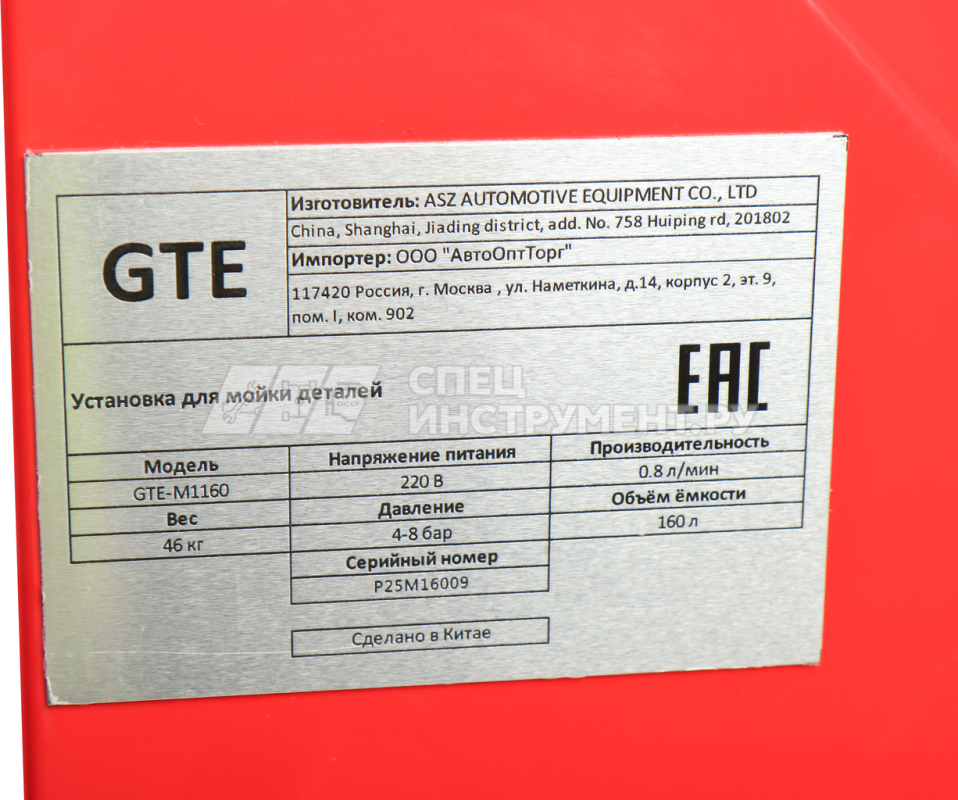 GTE
Изготовитель: ASZ AUTOMOTIVE EQUIPMENT CO., LTD
China, Shanghai, Jiading district, add. No. 758 Huiping rd, 201802
Импортер: ООО "АвтоОптТорг"
117420 Россия, г. Москва , ул. Наметкина, д.14, корпус 2, эт. 9,
пом. I, ком. 902
Установка для мойки деталей
EAC
СПЕЦ
ИНСТРУМЕНТ.РУ
Модель
GTE-M1160
Вес
46 кг
Напряжение питания
220 В
Давление
4-8 бар
Серийный номер
P25M16009
Производительность
0.8 л/мин
Объём ёмкости
160 л
Сделано в Китае